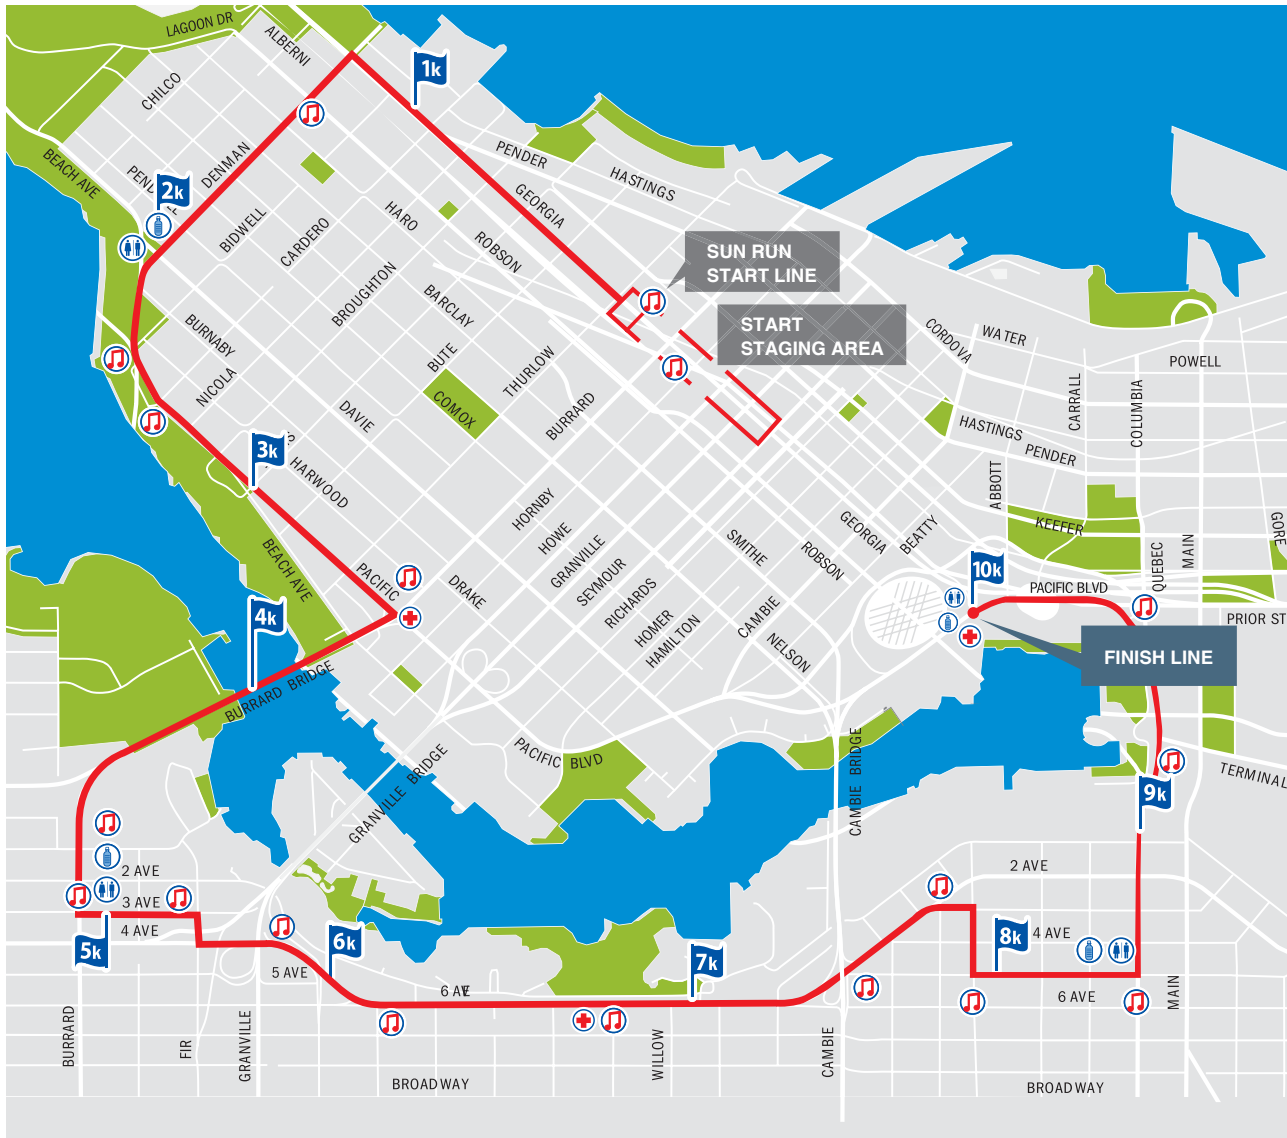 LAGOON DR
ALBERNI
1k
CHILCO
BEACH AVE
DENMAN
2k
PENDER
HASTINGS
GEORGIA
BIDWELL
CARDERO
HARO
ROBSON
SUN RUN
START LINE
BROUGHTON
BARCLAY
START
STAGING AREA
BURNABY
NICOLA
BUTE
THURLOW
CORDOVA
WATER
POWELL
COMOX
DAVIE
BURRARD
CARRALL
COLUMBIA
HASTINGS
PENDER
3k
HARWOOD
ABBOTT
HORNBY
HOWE
GRANVILLE
SEYMOUR
RICHARDS
HOMER
HAMILTON
SMITHE
ROBSON
GEORGIA
BEATTY
KEEFER
QUEBEC
MAIN
GORE
BEACH AVE
PACIFIC
DRAKE
CAMBIE
NELSON
10k
PACIFIC BLVD
PRIOR ST
4k
FINISH LINE
BURRARD BRIDGE
PACIFIC BLVD
GRANVILLE BRIDGE
CAMBIE BRIDGE
TERMINAL
9k
2 AVE
3 AVE
4 AVE
5k
5 AVE
6k
6 AVE
7k
2 AVE
8k
4 AVE
6 AVE
MAIN
BURRARD
FIR
GRANVILLE
WILLOW
CAMBIE
BROADWAY
BROADWAY